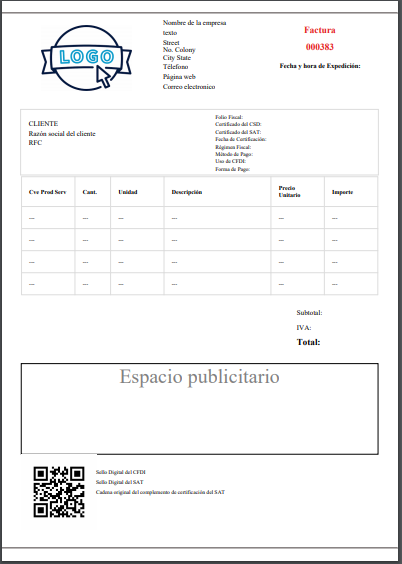 LOGO
Nombre de la empresa
texto
Street
No. Colony
City State
Télefono
Página web
Correo electronico
Factura
000383
Fecha y hora de Expedición:
CLIENTE
Razón social del cliente
RFC
Folio Fiscal:
Certificado del CSD:
Certificado del SAT:
Fecha de Certificación:
Régimen Fiscal:
Método de Pago:
Uso de CFDI:
Forma de Pago:
Cve Prod Serv Cant. Unidad Descripción Precio Unitario Importe
--- --- --- --- --- ---
--- --- --- --- --- ---
--- --- --- --- --- ---
--- --- --- --- --- ---
Subtotal:
IVA:
Total:
Espacio publicitario
Sello Digital del CFDI
Sello Digital del SAT
Cadena original del complemento de certificación del SAT